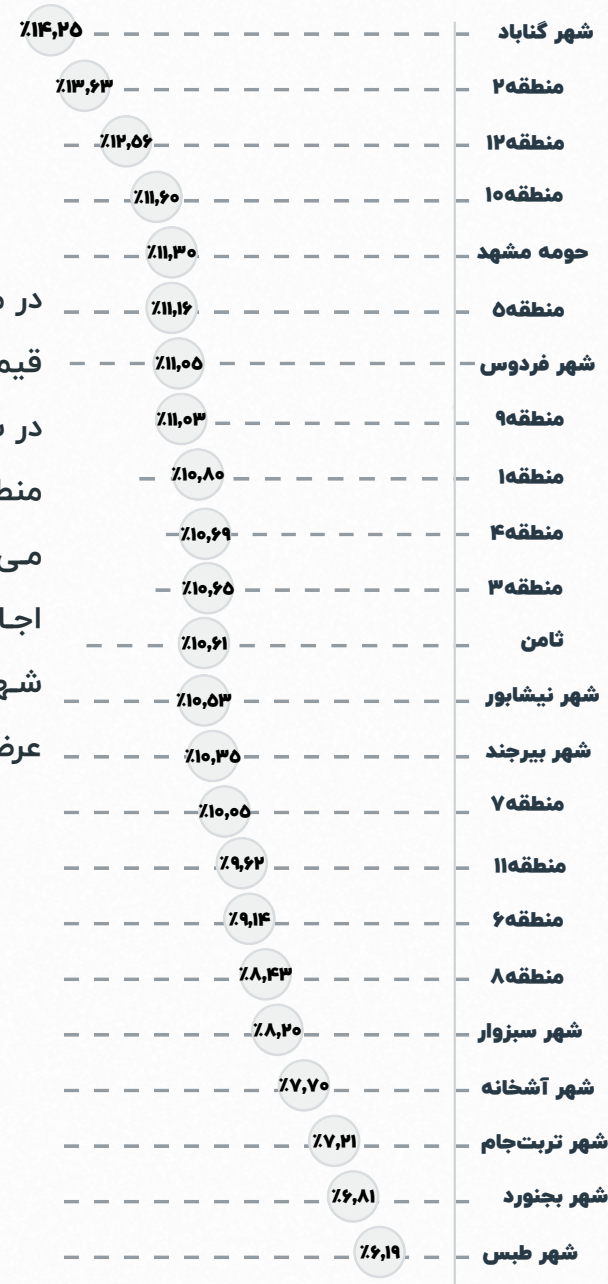 شهر گناباد ٪۱۴,۲۵
منطقه۲ ٪۱۳,۶۳
منطقه۱۲ ٪۱۲,۵۶
منطقه۱۰ ٪۱۱,۶۰
حومه مشهد ٪۱۱,۳۰
منطقه۵ ٪۱۱,۱۶
شهر فردوس ٪۱۱,۰۵
منطقه۹ ٪۱۱,۰۳
منطقه۱ ٪۱۰,۸۰
منطقه۴ ٪۱۰,۶۹
منطقه۳ ٪۱۰,۶۵
ثامن ٪۱۰,۶۱
شهر نیشابور ٪۱۰,۵۳
شهر بیرجند ٪۱۰,۳۵
منطقه۷ ٪۱۰,۰۵
منطقه۱۱ ٪۹,۶۲
منطقه۶ ٪۹,۱۴
منطقه۸ ٪۸,۴۳
شهر سبزوار ٪۸,۲۰
شهر آشخانه ٪۷,۷۰
شهر تربت‌جام ٪۷,۲۱
شهر بجنورد ٪۶,۸۱
شهر طبس ٪۶,۱۹
در
در